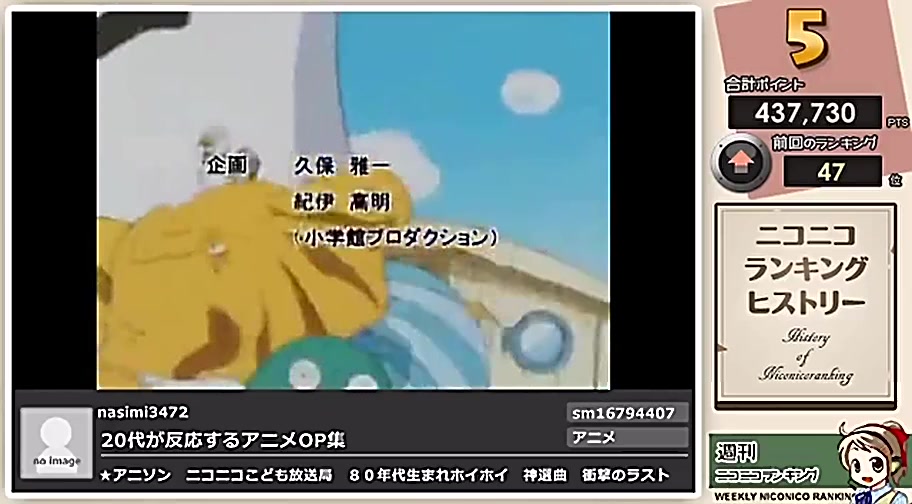 企画 久保 雅一
紀伊 高明
(小学館プロダクション)
nasimi3472
20代が反応するアニメOP集
no image
★アニソン ニコニコこども放送局 80年代生まれホイホイ 神選曲 衝撃のラスト
sm16794407
アニメ
5
合計ポイント
437,730 PTS
前回のランキング
47 位
ニコニコ
ランキング
ヒストリー
History
of
Niconicoranking
週刊
ニコニコランキング
WEEKLY NICONICO RANKIN